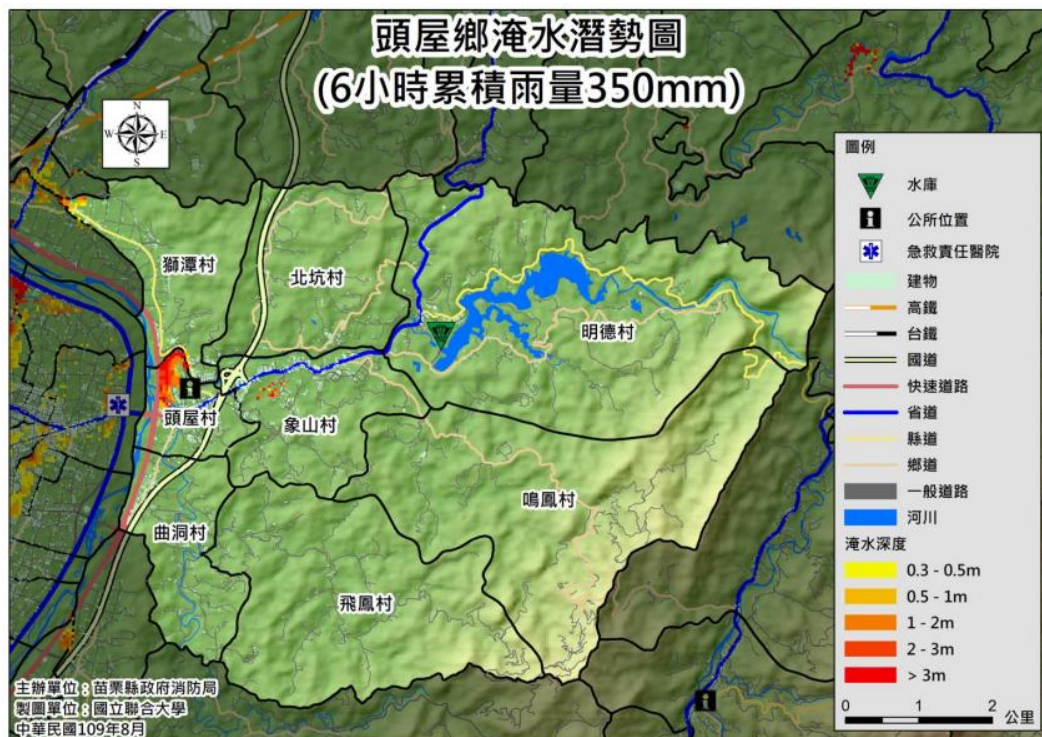 頭屋鄉淹水潛勢圖
(6小時累積雨量350mm)
N
W E
S
圖例
水庫
公所位置
急救責任醫院
建物
高鐵
台鐵
國道
快速道路
省道
縣道
鄉道
一般道路
河川
淹水深度
0.3 - 0.5m
0.5 - 1m
1 - 2m
2 - 3m
> 3m
0 1 2
公里
獅潭村
北坑村
明德村
頭屋村
象山村
鳴鳳村
曲洞村
飛鳳村
主辦單位：苗栗縣政府消防局
製圖單位：國立聯合大學
中華民國109年8月